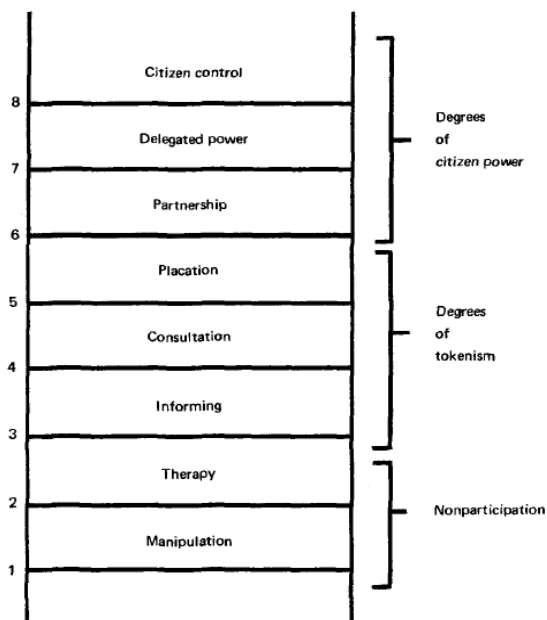 Citizen control
8
Delegated power
7
Partnership
6
Placation
5
Consultation
4
Informing
3
Therapy
2
Manipulation
1
Degrees
of
citizen power
Degrees
of
tokenism
Nonparticipation